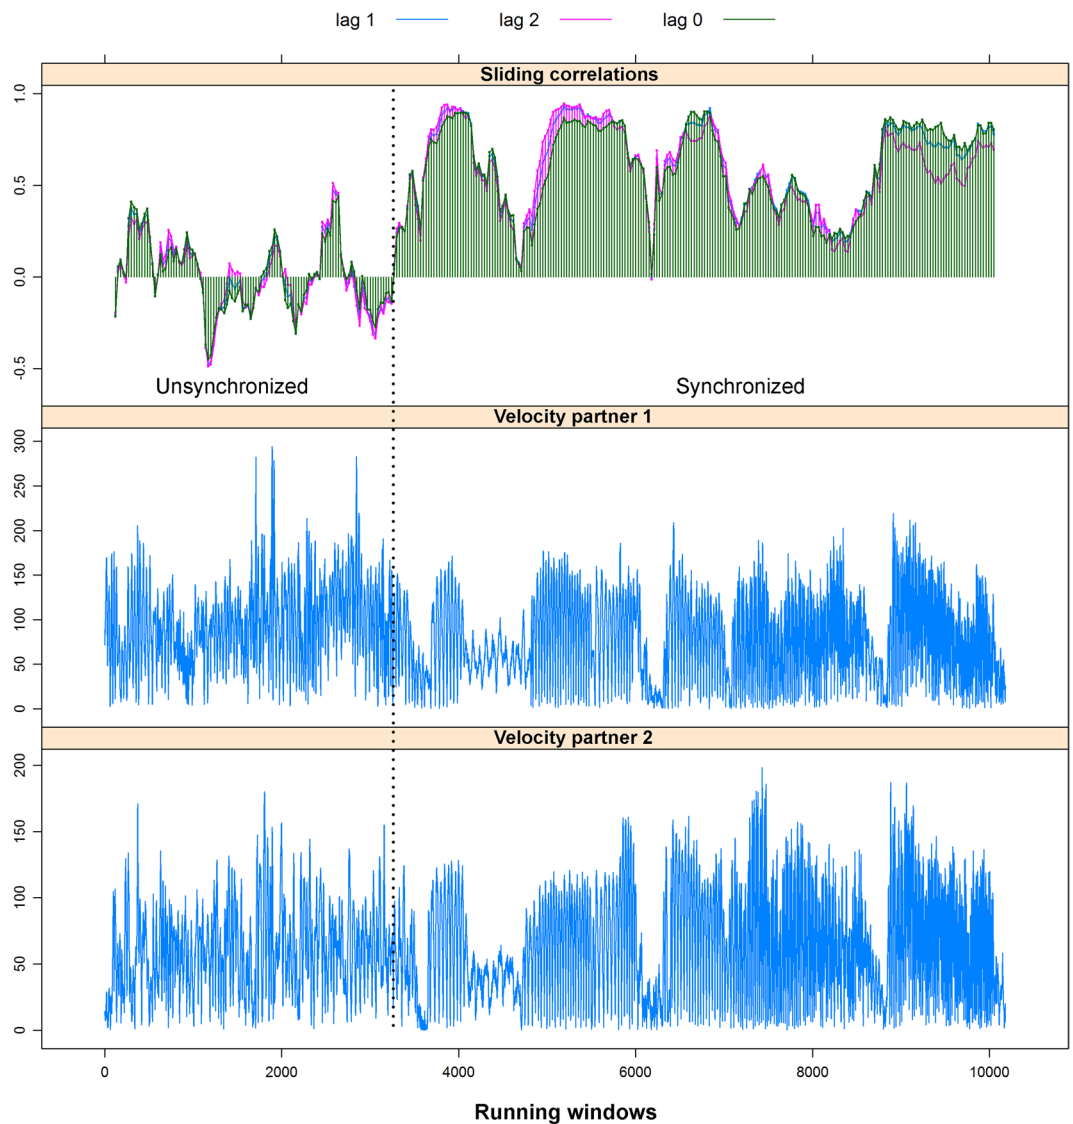 lag 1 lag 2 lag 0
Sliding correlations
1.0
0.5
0.0
-0.5
Unsynchronized Synchronized
Velocity partner 1
300
250
200
150
100
50
0
Velocity partner 2
200
150
100
50
0
0 2000 4000 6000 8000 10000
Running windows